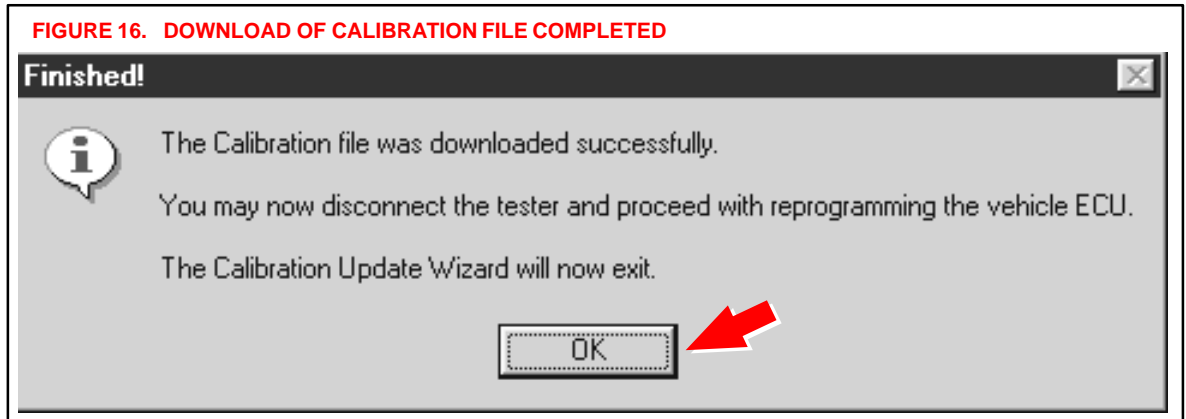 FIGURE 16. DOWNLOAD OF CALIBRATION FILE COMPLETED
Finished!
i
The Calibration file was downloaded successfully.
You may now disconnect the tester and proceed with reprogramming the vehicle ECU.
The Calibration Update Wizard will now exit.
OK